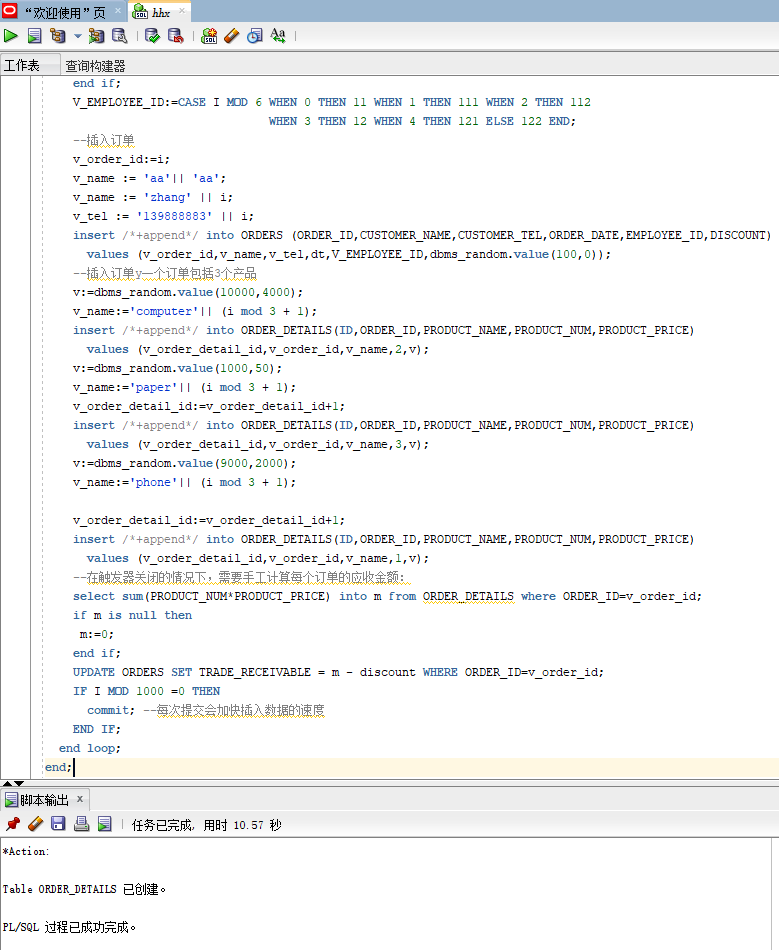 “欢迎使用”页 × hhx ×
工作表 查询构建器
end if;
V_EMPLOYEE_ID:=CASE I MOD 6 WHEN 0 THEN 11 WHEN 1 THEN 111 WHEN 2 THEN 112
WHEN 3 THEN 12 WHEN 4 THEN 121 ELSE 122 END;
--插入订单
v_order_id:=i;
v_name := 'aa'|| 'aa';
v_name := 'zhang' || i;
v_tel := '139888883' || i;
insert /*+append*/ into ORDERS (ORDER_ID,CUSTOMER_NAME,CUSTOMER_TEL,ORDER_DATE,EMPLOYEE_ID,DISCOUNT)
values (v_order_id,v_name,v_tel,dt,V_EMPLOYEE_ID,dbms_random.value(100,0));
--插入订单y一个订单包括3个产品
v:=dbms_random.value(10000,4000);
v_name:='computer'|| (i mod 3 + 1);
insert /*+append*/ into ORDER_DETAILS(ID,ORDER_ID,PRODUCT_NAME,PRODUCT_NUM,PRODUCT_PRICE)
values (v_order_detail_id,v_order_id,v_name,2,v);
v:=dbms_random.value(1000,50);
v_name:='paper'|| (i mod 3 + 1);
v_order_detail_id:=v_order_detail_id+1;
insert /*+append*/ into ORDER_DETAILS(ID,ORDER_ID,PRODUCT_NAME,PRODUCT_NUM,PRODUCT_PRICE)
values (v_order_detail_id,v_order_id,v_name,3,v);
v:=dbms_random.value(9000,2000);
v_name:='phone'|| (i mod 3 + 1);
v_order_detail_id:=v_order_detail_id+1;
insert /*+append*/ into ORDER_DETAILS(ID,ORDER_ID,PRODUCT_NAME,PRODUCT_NUM,PRODUCT_PRICE)
values (v_order_detail_id,v_order_id,v_name,1,v);
--在触发器关闭的情况下，需要手工计算每个订单的应收金额：
select sum(PRODUCT_NUM*PRODUCT_PRICE) into m from ORDER_DETAILS where ORDER_ID=v_order_id;
if m is null then
m:=0;
end if;
UPDATE ORDERS SET TRADE_RECEIVABLE = m - discount WHERE ORDER_ID=v_order_id;
IF I MOD 1000 =0 THEN
commit; --每次提交会加快插入数据的速度
END IF;
end loop;
end;
脚本输出 ×
任务已完成, 用时 10.57 秒
*Action:
Table ORDER_DETAILS 已创建。
PL/SQL 过程已成功完成。